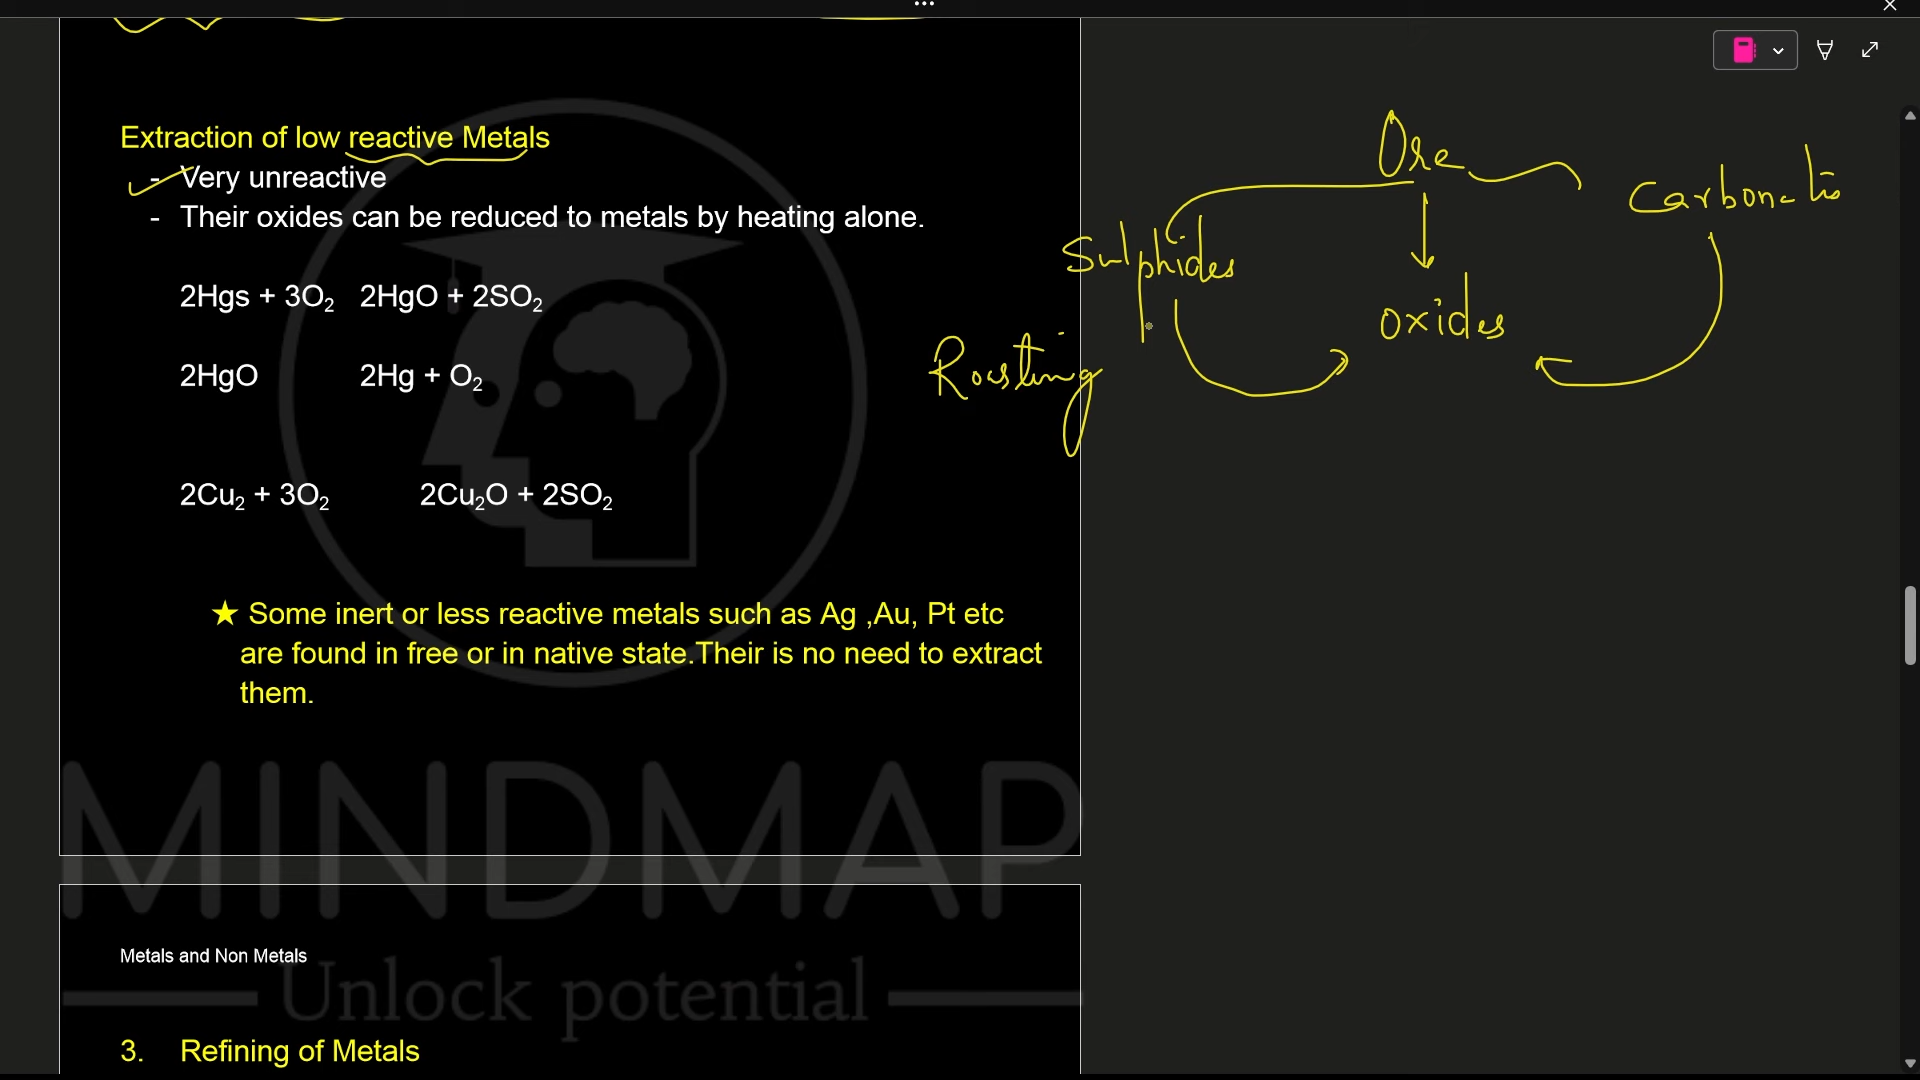 Extraction of low reactive Metals
- Very unreactive
- Their oxides can be reduced to metals by heating alone.
2Hgs + 3O₂ 2HgO + 2SO₂
2HgO 2Hg + O₂
2Cu₂ + 3O₂ 2Cu₂O + 2SO₂
★ Some inert or less reactive metals such as Ag ,Au, Pt etc
are found in free or in native state.Their is no need to extract
them.
Ore
Carbonates
Sulphides
oxides
Roasting
MINDMAP
Metals and Non Metals
Unlock potential
3. Refining of Metals